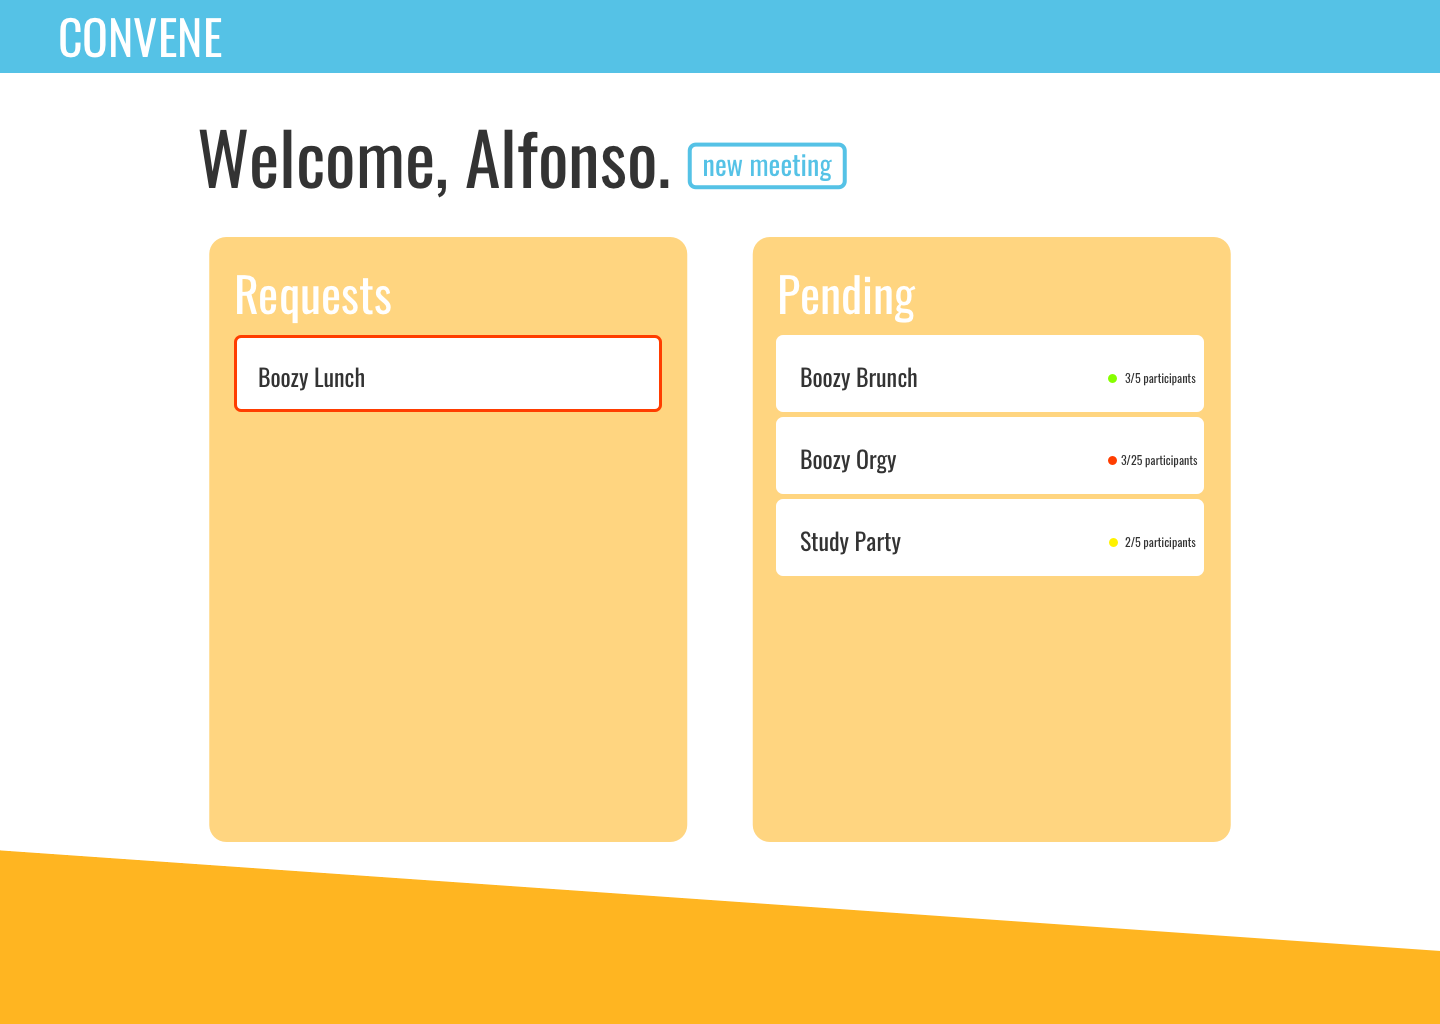 CONVENE
Welcome, Alfonso.
new meeting
Requests
Boozy Lunch
Pending
Boozy Brunch
3/5 participants
Boozy Orgy
3/25 participants
Study Party
2/5 participants